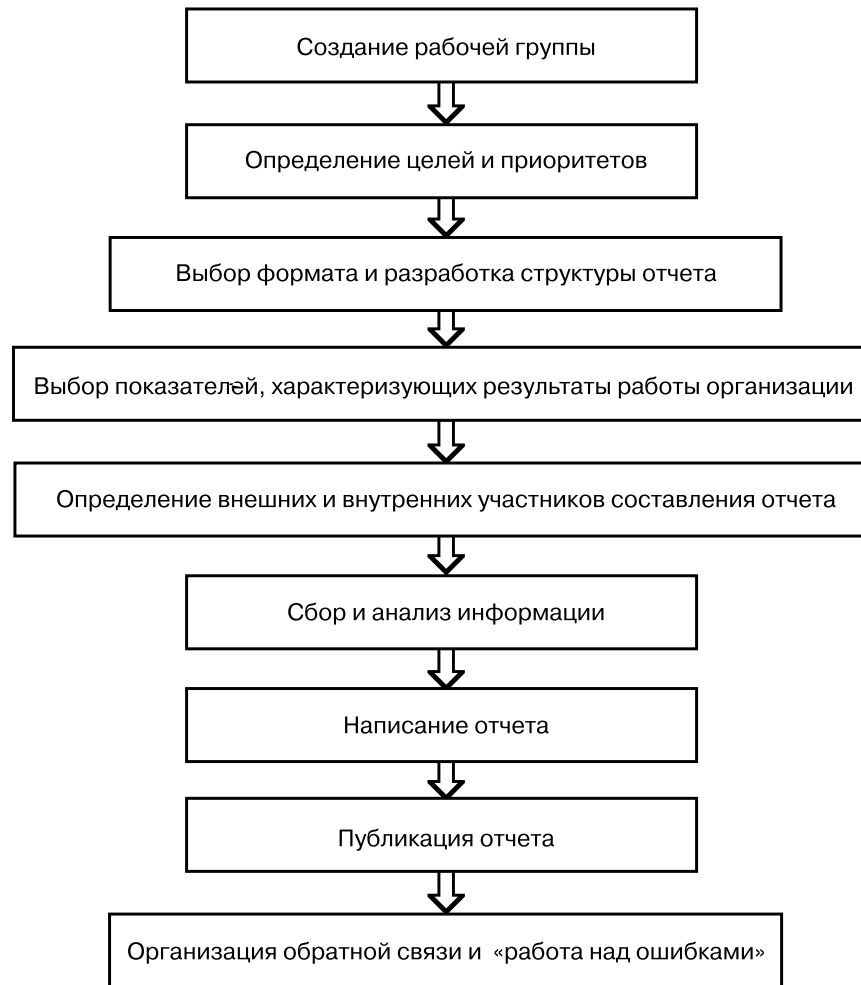 Создание рабочей группы
Определение целей и приоритетов
Выбор формата и разработка структуры отчета
Выбор показателей, характеризующих результаты работы организации
Определение внешних и внутренних участников составления отчета
Сбор и анализ информации
Написание отчета
Публикация отчета
Организация обратной связи и «работа над ошибками»